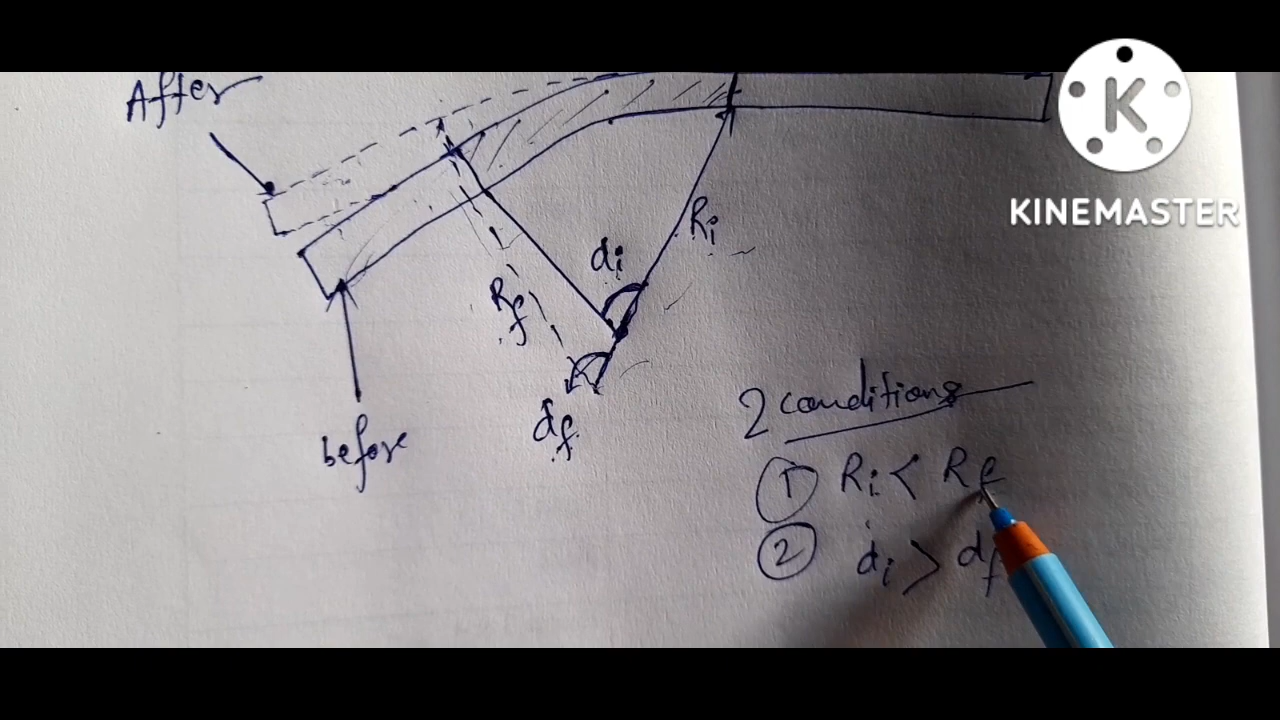 After
K
KINEMASTER
Ri
di
Rf
df
before
2 conditions
1 Ri < Rf
2 di > df